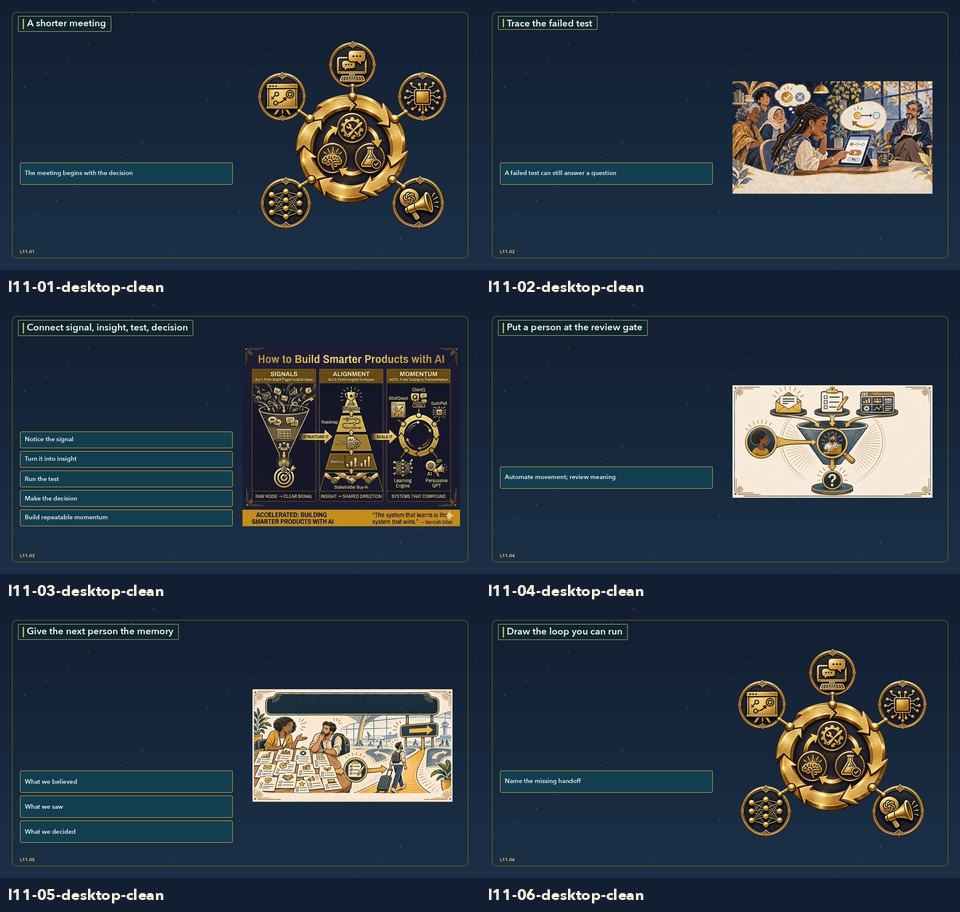 A shorter meeting
The meeting begins with the decision
L11-01
l11-01-desktop-clean
Trace the failed test
A failed test can still answer a question
L11-02
l11-02-desktop-clean
Connect signal, insight, test, decision
Notice the signal
Turn it into insight
Run the test
Make the decision
Build repeatable momentum
How to Build Smarter Products with AI
SIGNALS
ALIGNMENT
MOMENTUM
StratQuest
ClientIQ
Roadmap
STRUCTURE IT
SCALE IT
Metrics
Stakeholder Buy-In
Learning
Engine
AI
Persuasive
GPT
RAW NOISE → CLEAR SIGNAL
INSIGHT → SHARED DIRECTION
SYSTEMS THAT COMPOUND
ACCELERATED: BUILDING
SMARTER PRODUCTS WITH AI
"The system that learns is the
system that wins."
L11-03
l11-03-desktop-clean
Put a person at the review gate
Automate movement; review meaning
?
L11-04
l11-04-desktop-clean
Give the next person the memory
What we believed
What we saw
What we decided
L11-05
l11-05-desktop-clean
Draw the loop you can run
Name the missing handoff
L11-06
l11-06-desktop-clean